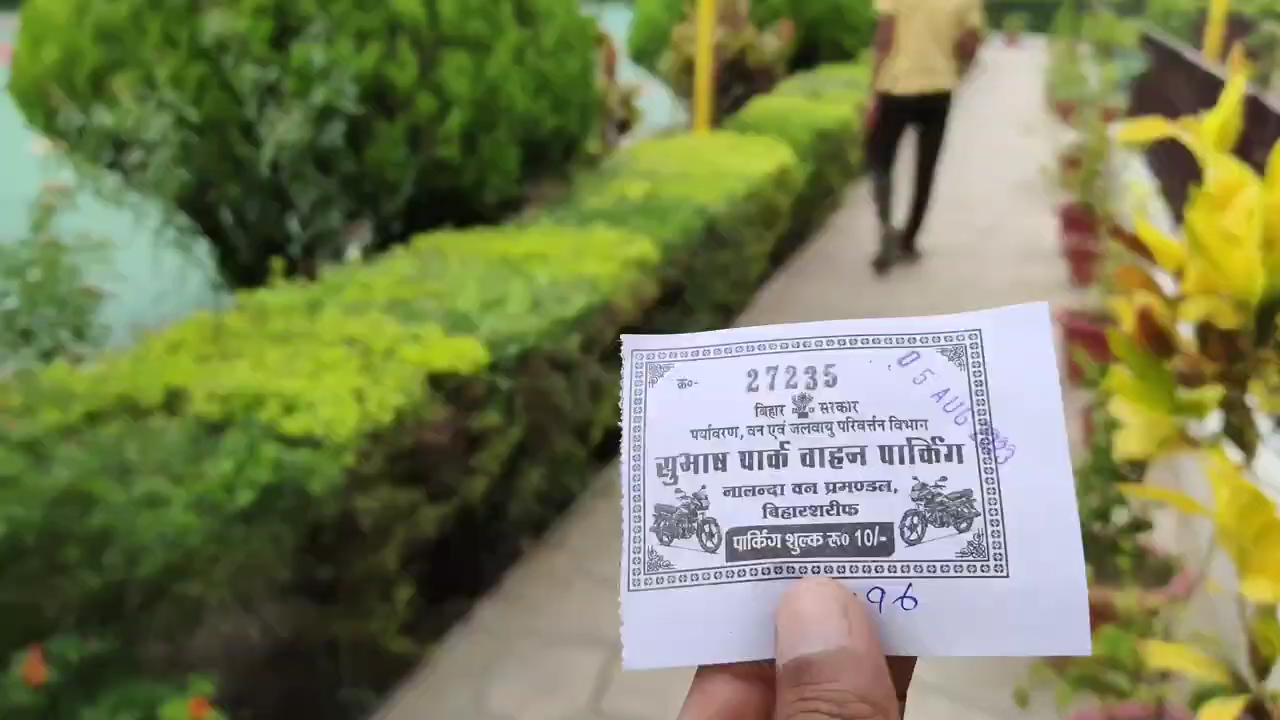 क्र०- 27235
05 AUG 2023
बिहार सरकार
पर्यावरण, वन एवं जलवायु परिवर्त्तन विभाग
सुभाष पार्क वाहन पार्किंग
नालन्दा वन प्रमण्डल,
बिहारशरीफ
पार्किंग शुल्क रू० 10/-
96